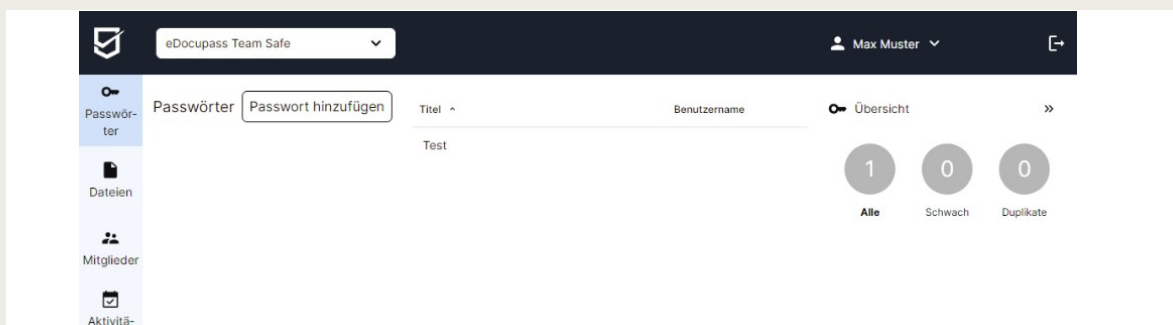 eDocupass Team Safe
Max Muster
Passwör-
ter
Dateien
Mitglieder
Aktivitä-
Passwörter
Passwort hinzufügen
Titel
Benutzername
Test
Übersicht
1
0
0
Alle
Schwach
Duplikate